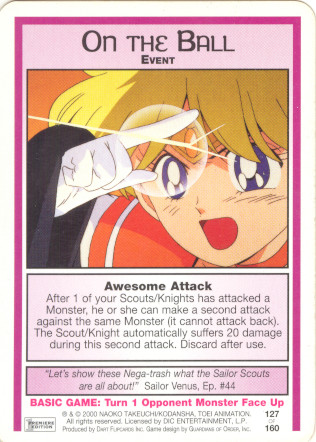 ON THE BALL
EVENT
Awesome Attack
After 1 of your Scouts/Knights has attacked a
Monster, he or she can make a second attack
against the same Monster (it cannot attack back).
The Scout/Knight automatically suffers 20 damage
during this second attack. Discard after use.
"Let's show these Nega-trash what the Sailor Scouts
are all about!" Sailor Venus, Ep. #44
BASIC GAME: Turn 1 Opponent Monster Face Up
PREMIERE
EDITION
® & © 2000 NAOKO TAKEUCHI/KODANSHA, TOEI ANIMATION.
All rights reserved. Licensed by DIC ENTERTAINMENT, L.P.
Produced by DART FLIPCARDS INC. Game design by GUARDIANS OF ORDER, INC.
127
OF
160